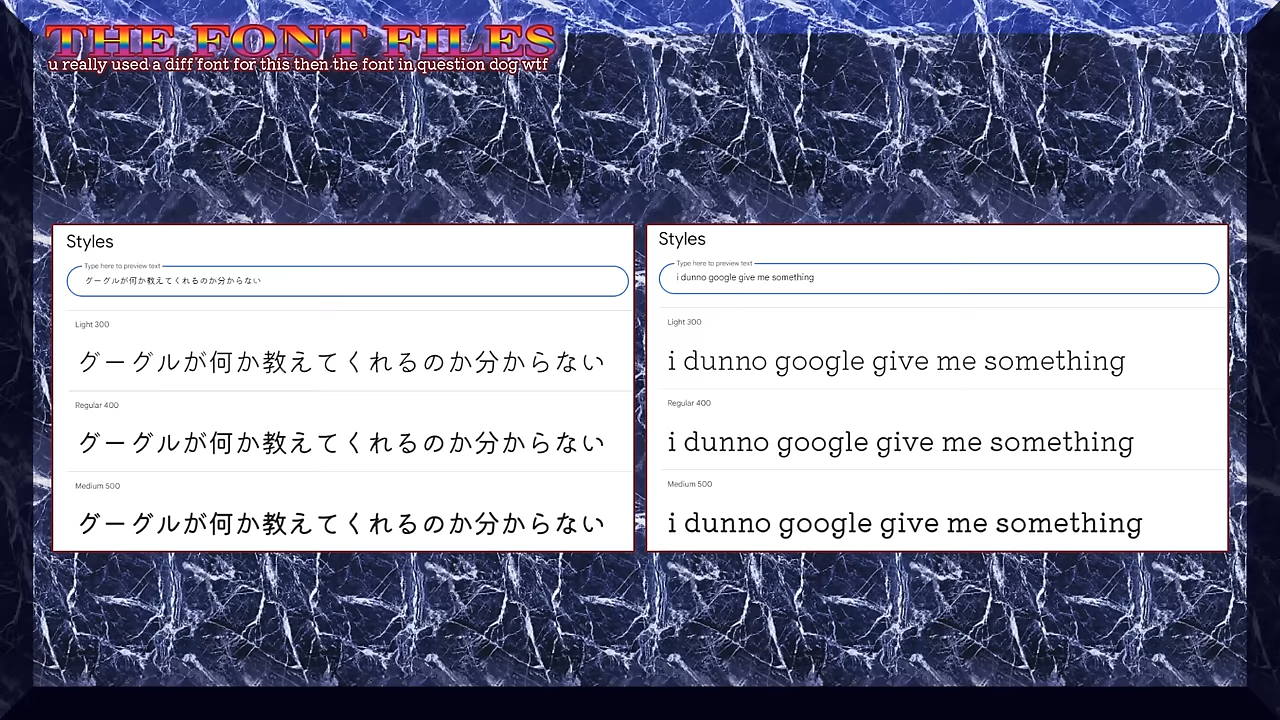 THE FONT FILES
u really used a diff font for this then the font in question dog wtf
Styles
Type here to preview text
グーグルが何か教えてくれるのか分からない
Light 300
グーグルが何か教えてくれるのか分からない
Regular 400
グーグルが何か教えてくれるのか分からない
Medium 500
グーグルが何か教えてくれるのか分からない
Styles
Type here to preview text
i dunno google give me something
Light 300
i dunno google give me something
Regular 400
i dunno google give me something
Medium 500
i dunno google give me something